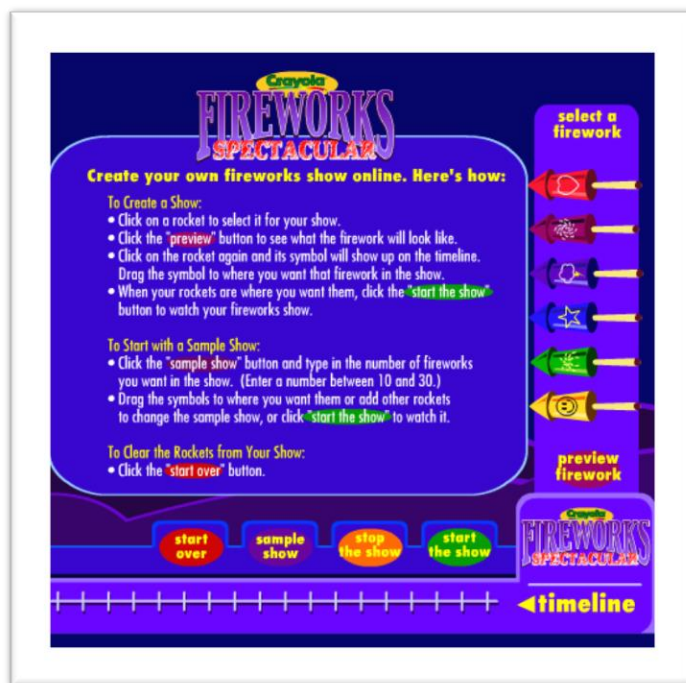 Crayola
FIREWORKS
SPECTACULAR
Create your own fireworks show online. Here's how:
To Create a Show:
• Click on a rocket to select it for your show.
• Click the "preview" button to see what the firework will look like.
• Click on the rocket again and its symbol will show up on the timeline.
Drag the symbol to where you want that firework in the show.
• When your rockets are where you want them, click the "start the show"
button to watch your fireworks show.
To Start with a Sample Show:
• Click the "sample show" button and type in the number of fireworks
you want in the show. (Enter a number between 10 and 30.)
• Drag the symbols to where you want them or add other rockets
to change the sample show, or click "start the show" to watch it.
To Clear the Rockets from Your Show:
• Click the "start over" button.
select a
firework
preview
firework
start
over
sample
show
stop
the show
start
the show
Crayola
FIREWORKS
SPECTACULAR
timeline